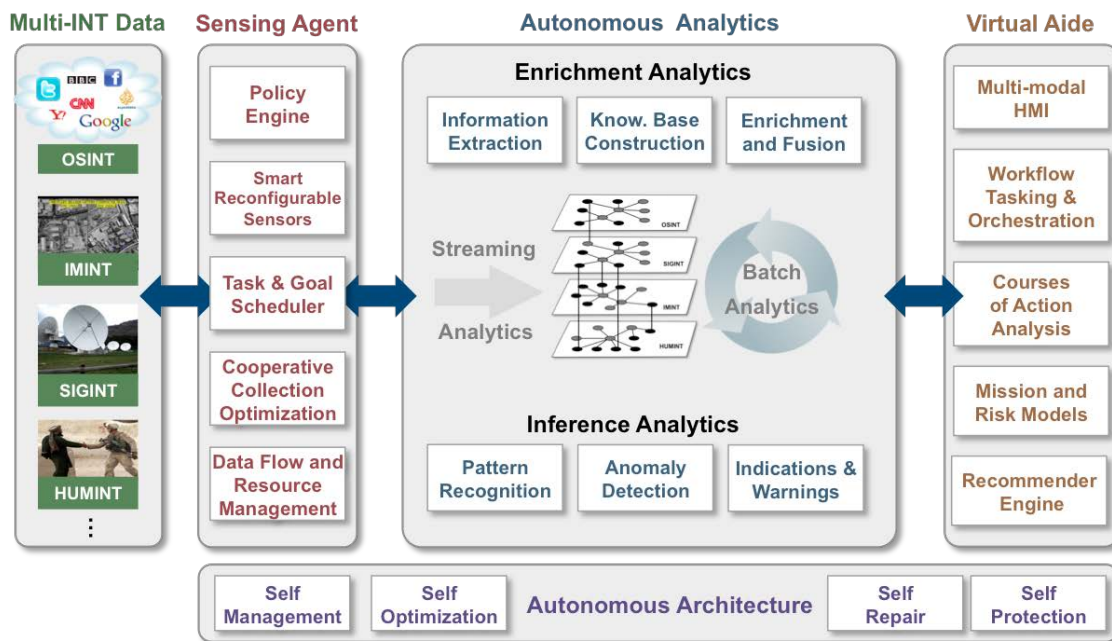 Multi-INT Data
BBC
CNN
Y!
Google
OSINT
IMINT
SIGINT
HUMINT
Sensing Agent
Policy
Engine
Smart
Reconfigurable
Sensors
Task & Goal
Scheduler
Cooperative
Collection
Optimization
Data Flow and
Resource
Management
Autonomous Analytics
Enrichment Analytics
Information
Extraction
Know. Base
Construction
Enrichment
and Fusion
Streaming
Analytics
OSINT
SIGINT
IMINT
HUMINT
Batch
Analytics
Inference Analytics
Pattern
Recognition
Anomaly
Detection
Indications &
Warnings
Virtual Aide
Multi-modal
HMI
Workflow
Tasking &
Orchestration
Courses
of Action
Analysis
Mission and
Risk Models
Recommender
Engine
Self
Management
Self
Optimization
Autonomous Architecture
Self
Repair
Self
Protection